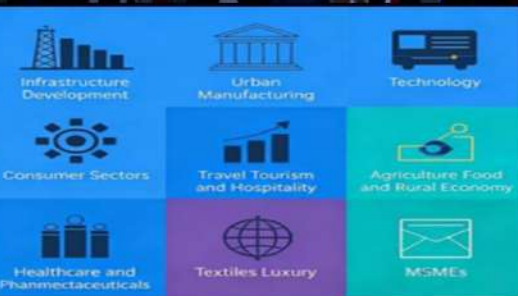 Infrastructure
Development
Urban
Manufacturing
Technology
Consumer Sectors
Travel Tourism
and Hospitality
Agriculture Food
and Rural Economy
Healthcare and
Phanmectaceuticals
Textiles Luxury
MSMEs